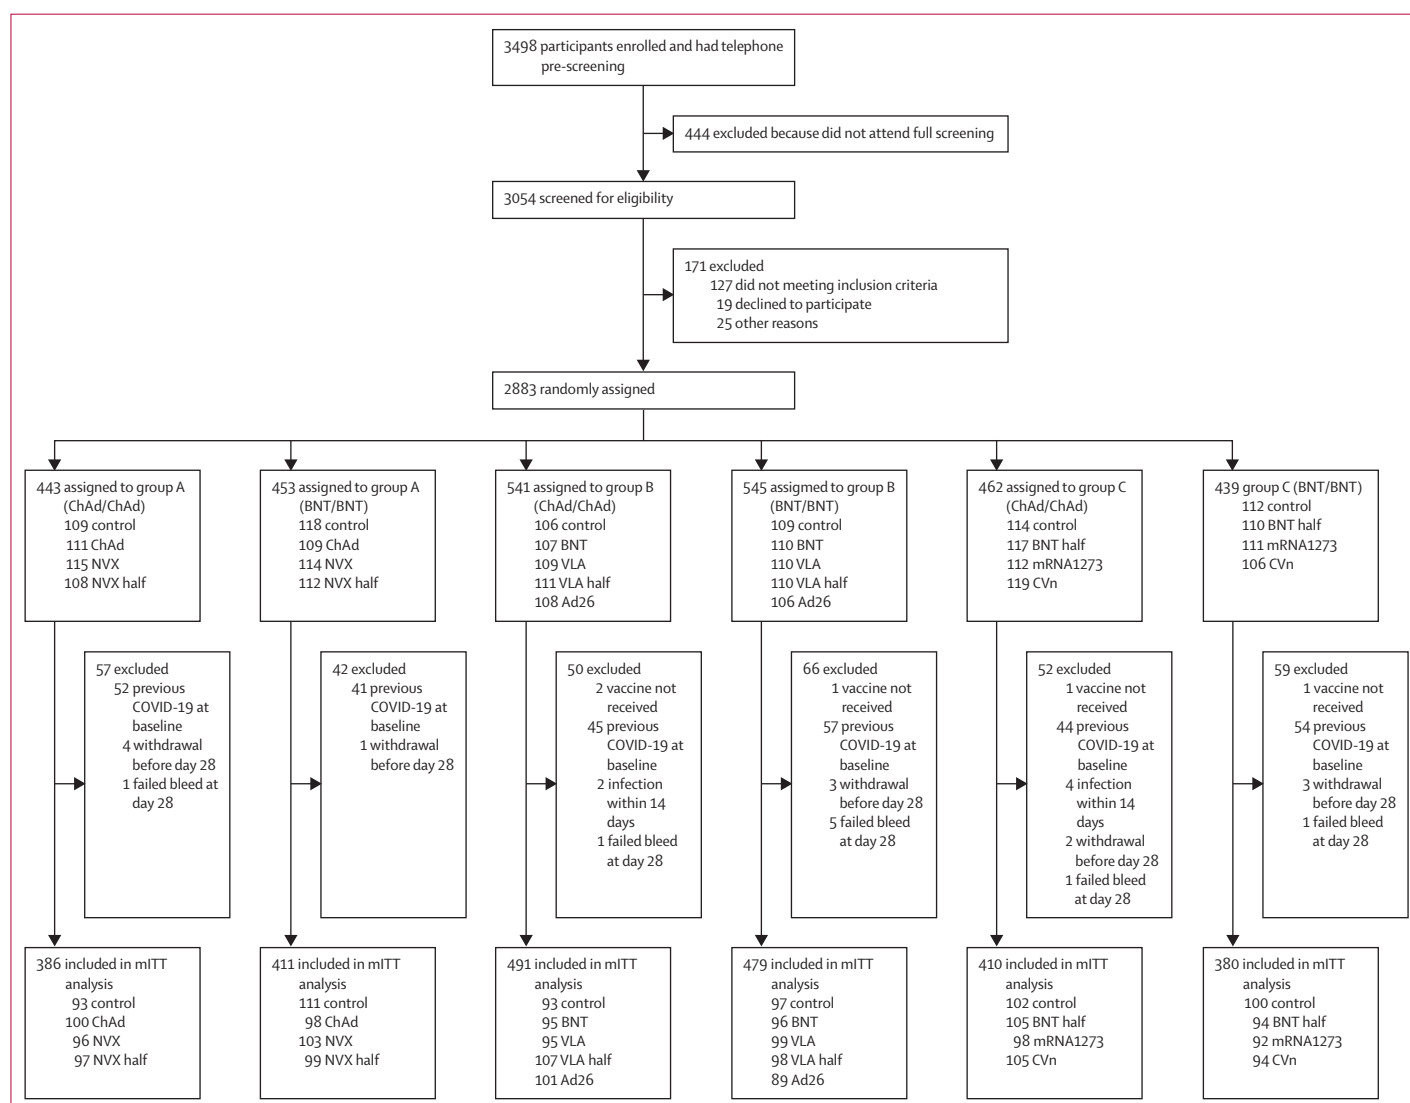 3498 participants enrolled and had telephone
pre-screening
444 excluded because did not attend full screening
3054 screened for eligibility
171 excluded
127 did not meeting inclusion criteria
19 declined to participate
25 other reasons
2883 randomly assigned
443 assigned to group A
(ChAd/ChAd)
109 control
111 ChAd
115 NVX
108 NVX half
453 assigned to group A
(BNT/BNT)
118 control
109 ChAd
114 NVX
112 NVX half
541 assigned to group B
(ChAd/ChAd)
106 control
107 BNT
109 VLA
111 VLA half
108 Ad26
545 assigmed to group B
(BNT/BNT)
109 control
110 BNT
110 VLA
110 VLA half
106 Ad26
462 assigned to group C
(ChAd/ChAd)
114 control
117 BNT half
112 mRNA1273
119 CVn
439 group C (BNT/BNT)
112 control
110 BNT half
111 mRNA1273
106 CVn
57 excluded
52 previous
COVID-19 at
baseline
4 withdrawal
before day 28
1 failed bleed at
day 28
42 excluded
41 previous
COVID-19 at
baseline
1 withdrawal
before day 28
50 excluded
2 vaccine not
received
45 previous
COVID-19 at
baseline
2 infection
within 14
days
1 failed bleed
at day 28
66 excluded
1 vaccine not
received
57 previous
COVID-19 at
baseline
3 withdrawal
before day 28
5 failed bleed
at day 28
52 excluded
1 vaccine not
received
44 previous
COVID-19 at
baseline
4 infection
within 14
days
2 withdrawal
before day 28
1 failed bleed
at day 28
59 excluded
1 vaccine not
received
54 previous
COVID-19 at
baseline
3 withdrawal
before day 28
1 failed bleed
at day 28
386 included in mITT
analysis
93 control
100 ChAd
96 NVX
97 NVX half
411 included in mITT
analysis
111 control
98 ChAd
103 NVX
99 NVX half
491 included in mITT
analysis
93 control
95 BNT
95 VLA
107 VLA half
101 Ad26
479 included in mITT
analysis
97 control
96 BNT
99 VLA
98 VLA half
89 Ad26
410 included in mITT
analysis
102 control
105 BNT half
98 mRNA1273
105 CVn
380 included in mITT
analysis
100 control
94 BNT half
92 mRNA1273
94 CVn